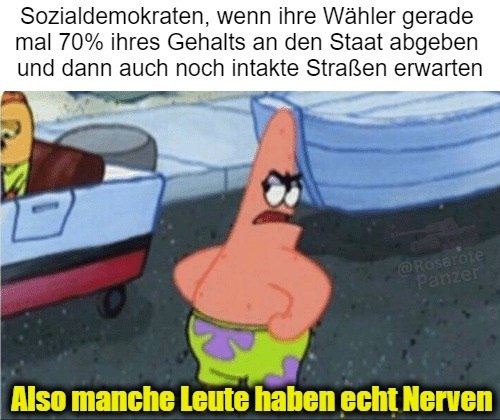 Sozialdemokraten, wenn ihre Wähler gerade
mal 70% ihres Gehalts an den Staat abgeben
und dann auch noch intakte Straßen erwarten
@Roserote
Panzer
Also manche Leute haben echt Nerven